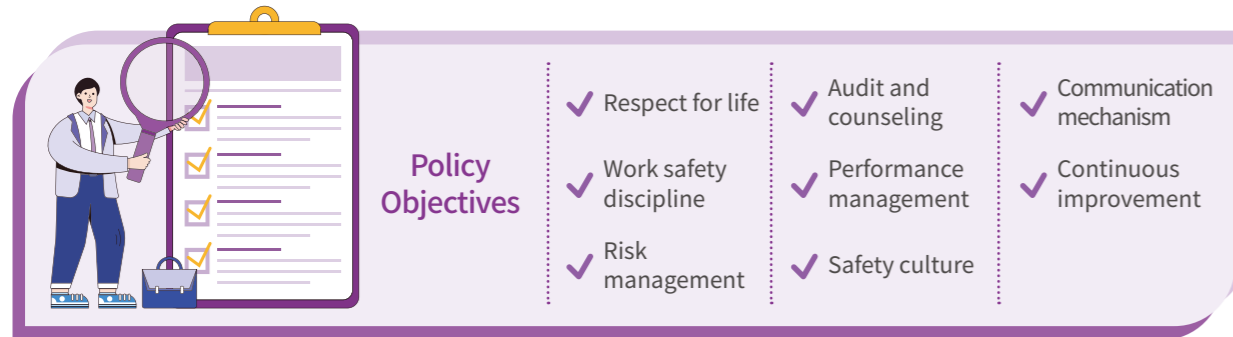 Policy
Objectives
Respect for life
Work safety
discipline
Risk
management
Audit and
counseling
Performance
management
Safety culture
Communication
mechanism
Continuous
improvement